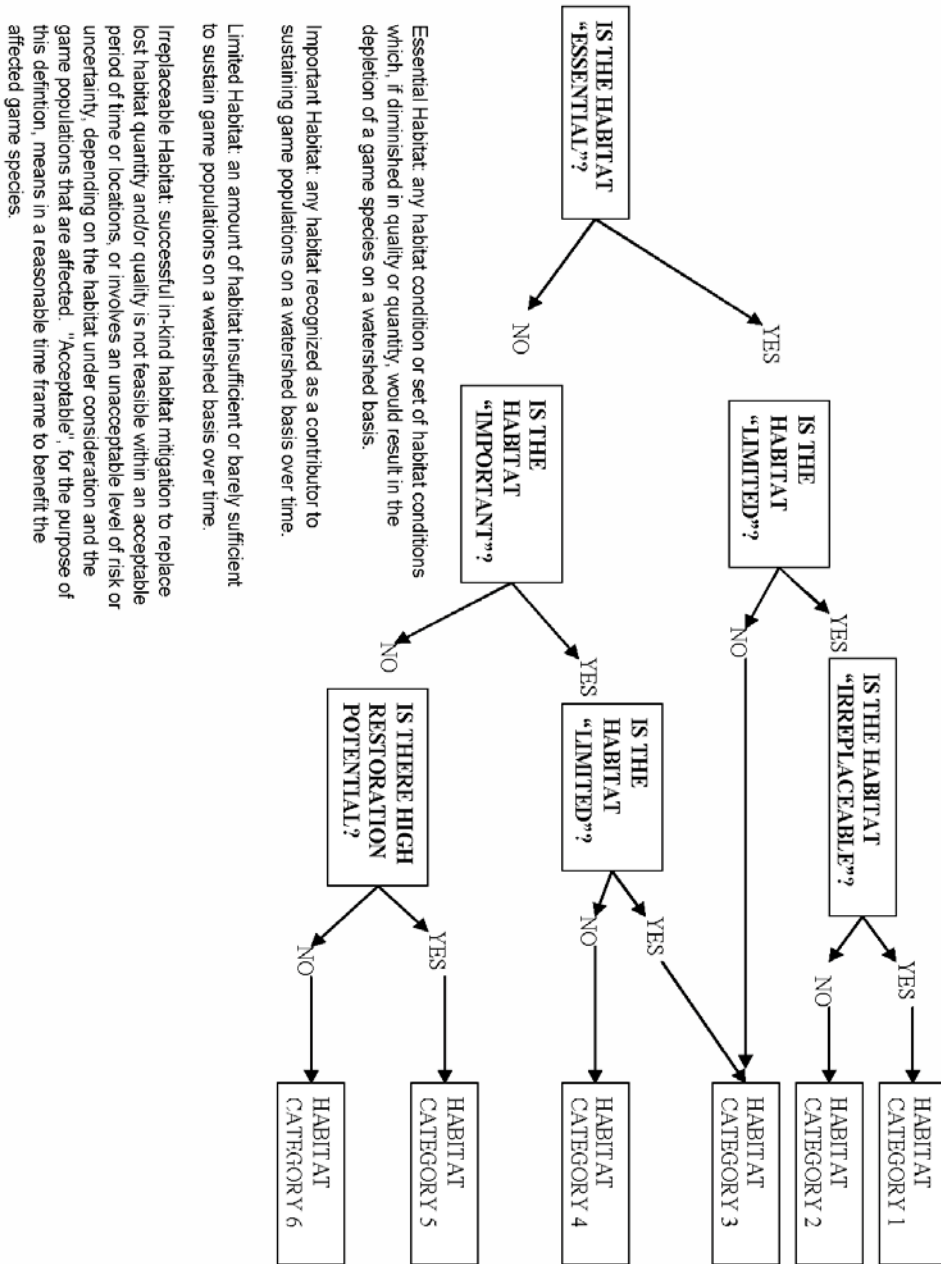 IS THE HABITAT
“ESSENTIAL”?
YES
NO
IS THE
HABITAT
“LIMITED”?
YES
NO
IS THE HABITAT
“IRREPLACEABLE”?
YES
NO
IS THE
HABITAT
“IMPORTANT”?
YES
NO
IS THE
HABITAT
“LIMITED”?
YES
NO
IS THERE HIGH
RESTORATION
POTENTIAL?
YES
NO
HABITAT
CATEGORY 1
HABITAT
CATEGORY 2
HABITAT
CATEGORY 3
HABITAT
CATEGORY 4
HABITAT
CATEGORY 5
HABITAT
CATEGORY 6
Essential Habitat: any habitat condition or set of habitat conditions
which, if diminished in quality or quantity, would result in the
depletion of a game species on a watershed basis.
Important Habitat: any habitat recognized as a contributor to
sustaining game populations on a watershed basis over time.
Limited Habitat: an amount of habitat insufficient or barely sufficient
to sustain game populations on a watershed basis over time.
Irreplaceable Habitat: successful in-kind habitat mitigation to replace
lost habitat quantity and/or quality is not feasible within an acceptable
period of time or locations, or involves an unacceptable level of risk or
uncertainty, depending on the habitat under consideration and the
game populations that are affected. "Acceptable", for the purpose of
this defintion, means in a reasonable time frame to benefit the
affected game species.